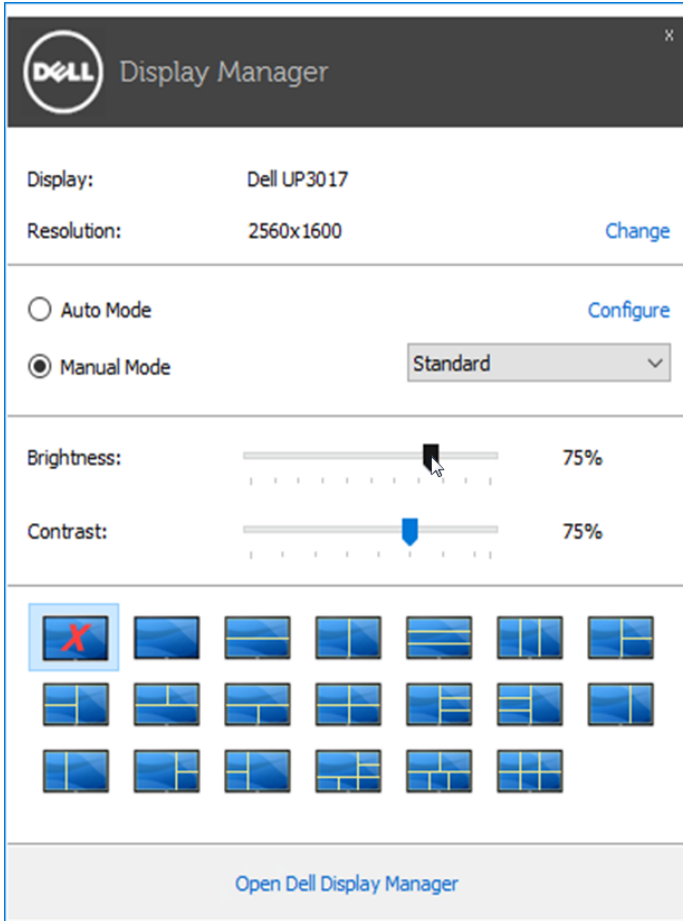 DELL Display Manager x
Display: Dell UP3017
Resolution: 2560x1600 Change
Auto Mode Configure
Manual Mode Standard
Brightness: 75%
Contrast: 75%
X
Open Dell Display Manager